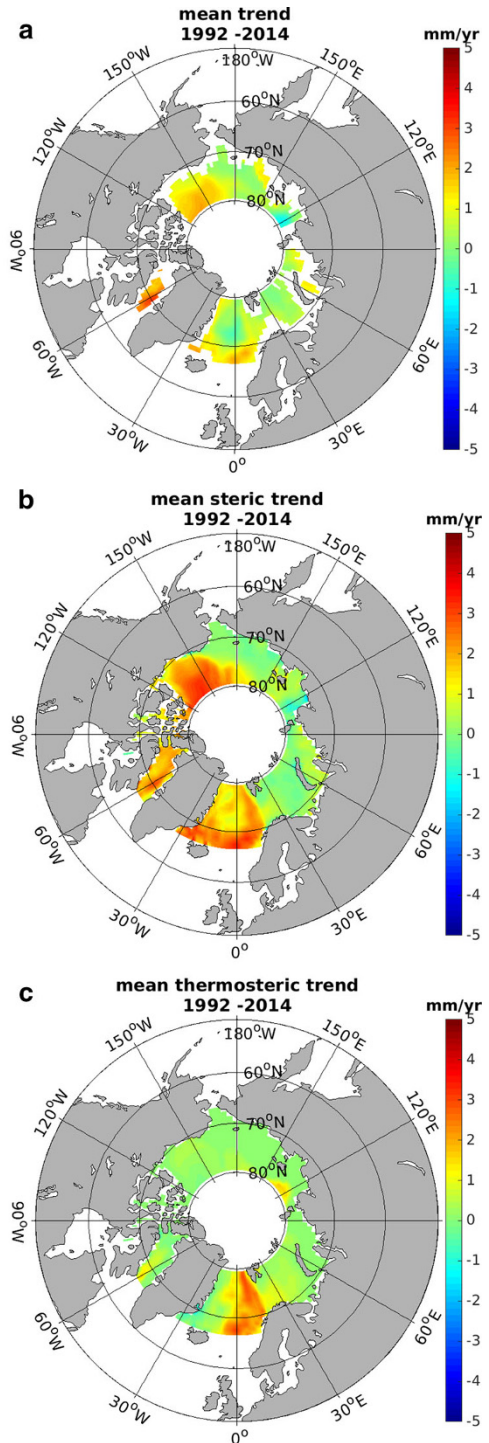 a
mean trend
1992 -2014
mm/yr
180°W
150°W
150°E
120°W
120°E
90°W
60°W
60°E
30°W
30°E
0°
60°N
70°N
80°N
5
4
3
2
1
0
-1
-2
-3
-4
-5
b
mean steric trend
1992 -2014
mm/yr
180°W
150°W
150°E
120°W
120°E
90°W
60°W
60°E
30°W
30°E
0°
60°N
70°N
80°N
5
4
3
2
1
0
-1
-2
-3
-4
-5
c
mean thermosteric trend
1992 -2014
mm/yr
180°W
150°W
150°E
120°W
120°E
90°W
60°W
60°E
30°W
30°E
0°
60°N
70°N
80°N
5
4
3
2
1
0
-1
-2
-3
-4
-5